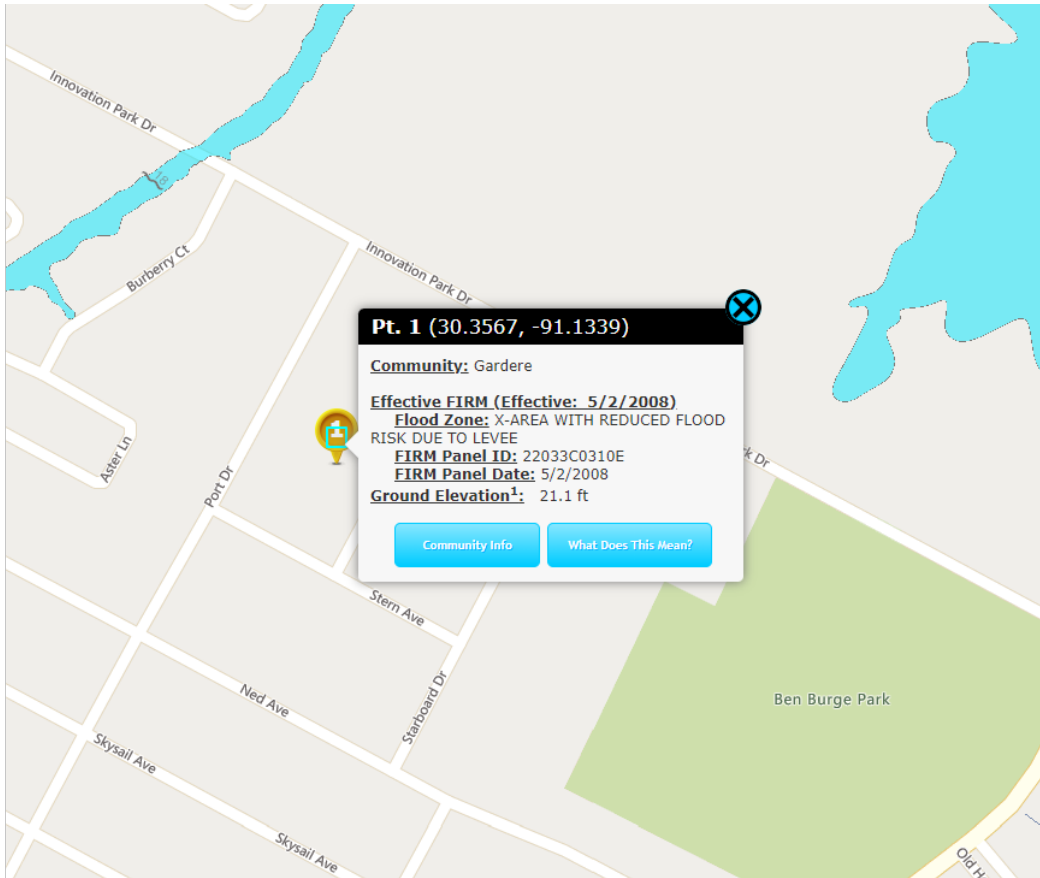 Innovation Park Dr
18
Burberry Ct
Innovation Park Dr
Pt. 1 (30.3567, -91.1339)
Community: Gardere
Effective FIRM (Effective: 5/2/2008)
Flood Zone: X-AREA WITH REDUCED FLOOD
RISK DUE TO LEVEE
FIRM Panel ID: 22033C0310E
FIRM Panel Date: 5/2/2008
Ground Elevation1: 21.1 ft
Community Info
What Does This Mean?
1
Aster Ln
Port Dr
k Dr
Stern Ave
Starboard Dr
Ned Ave
Ben Burge Park
Skysail Ave
Skysail Ave
Old H